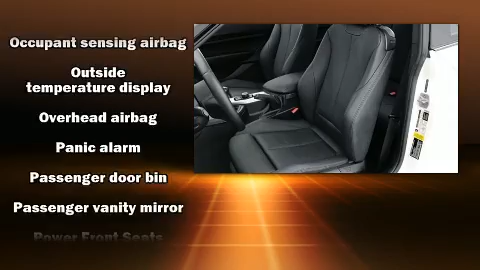 Occupant sensing airbag
Outside
temperature display
Overhead airbag
Panic alarm
Passenger door bin
Passenger vanity mirror
Power Front Seats